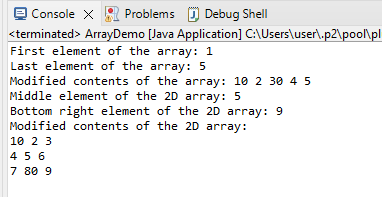 Console Problems Debug Shell
<terminated> ArrayDemo [Java Application] C:\Users\user\.p2\pool\pl
First element of the array: 1
Last element of the array: 5
Modified contents of the array: 10 2 30 4 5
Middle element of the 2D array: 5
Bottom right element of the 2D array: 9
Modified contents of the 2D array:
10 2 3
4 5 6
7 80 9